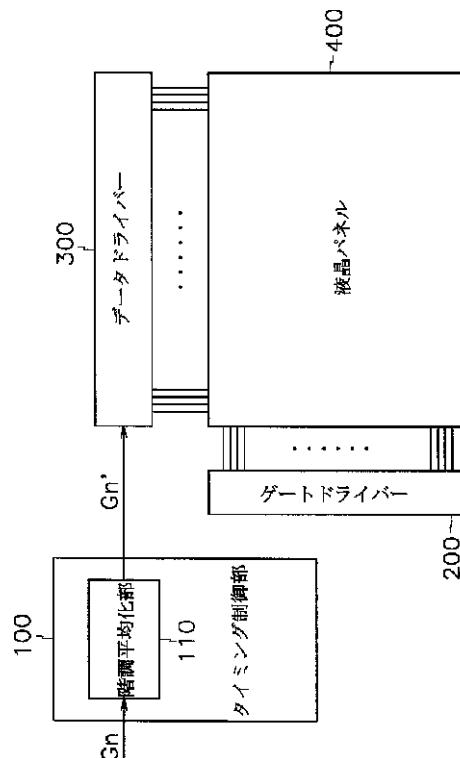 Gn
100
階調平均化部
110
タイミング制御部
Gn'
300
データドライバー
・・・・・・・
400
液晶パネル
・・・・・・
ゲートドライバー
200